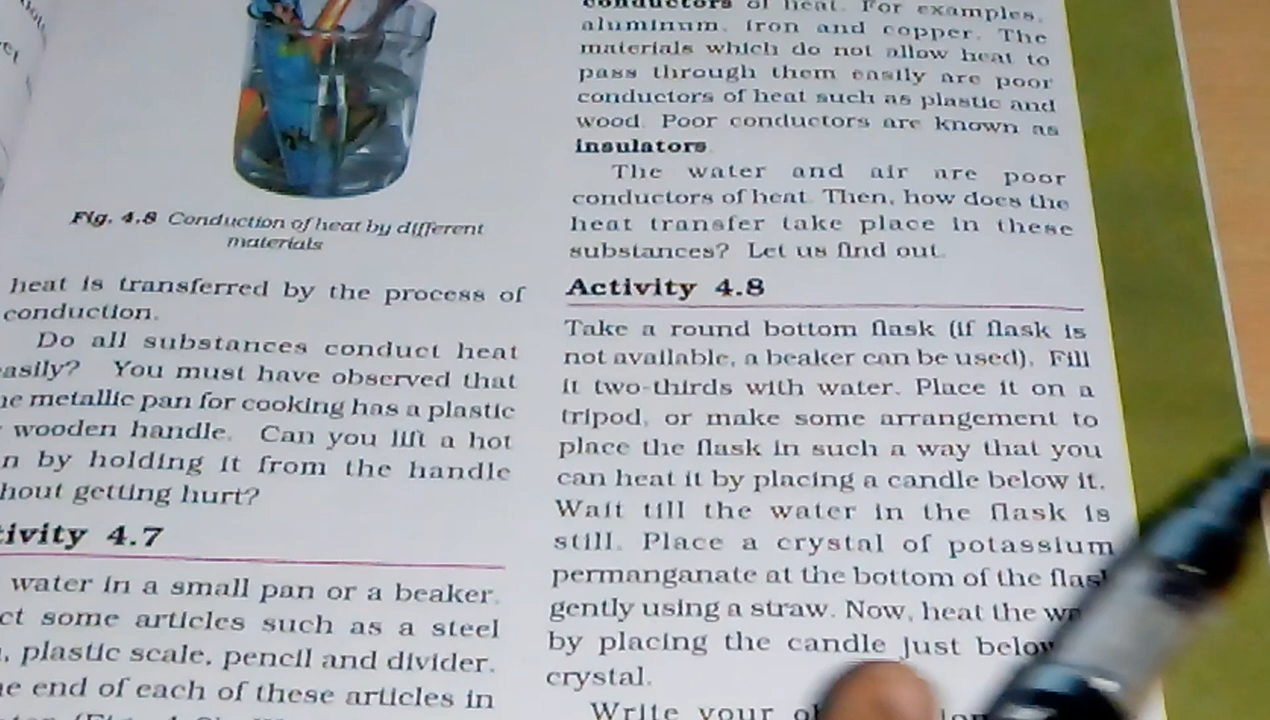 Fig. 4.8 Conduction of heat by different
materials
heat is transferred by the process of
conduction.
Do all substances conduct heat
easily? You must have observed that
metallic pan for cooking has a plastic
wooden handle. Can you lift a hot
by holding it from the handle
getting hurt?
4.7
water in a small pan or a beaker.
some articles such as a steel
plastic scale, pencil and divider.
end of each of these articles in
conductors of heat. For examples,
aluminum, iron and copper. The
materials which do not allow heat to
pass through them easily are poor
conductors of heat such as plastic and
wood. Poor conductors are known as
insulators.
The water and air are poor
conductors of heat. Then, how does the
heat transfer take place in these
substances? Let us find out.
Activity 4.8
Take a round bottom flask (if flask is
not available, a beaker can be used). Fill
it two-thirds with water. Place it on a
tripod, or make some arrangement to
place the flask in such a way that you
can heat it by placing a candle below it.
Wait till the water in the flask is
still. Place a crystal of potassium
permanganate at the bottom of the flask
gently using a straw. Now, heat the
by placing the candle just below
crystal.
Write your